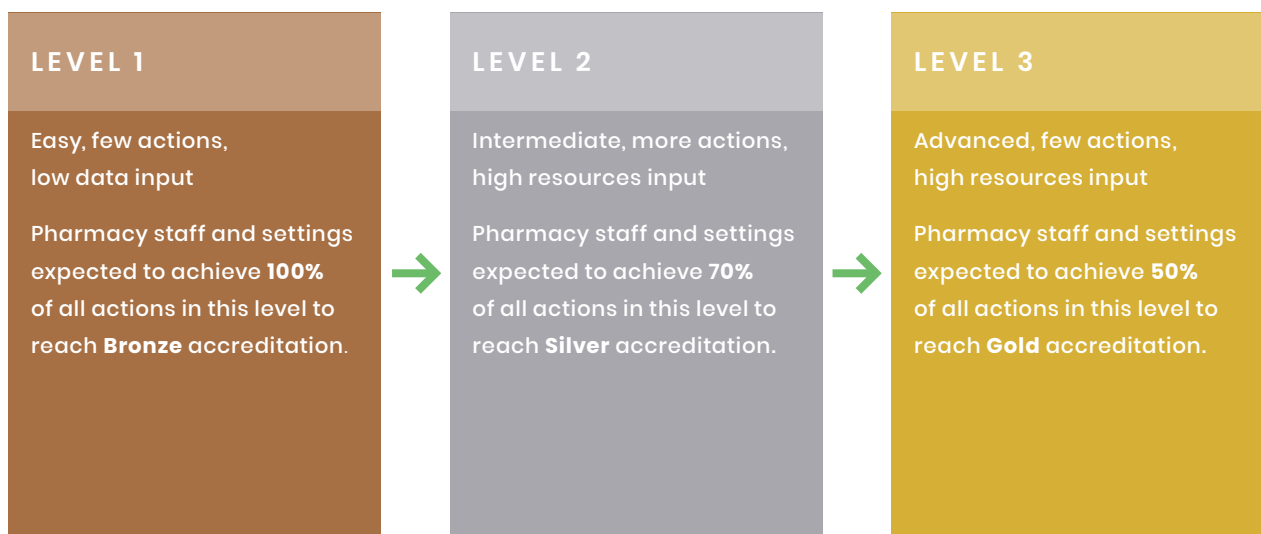 LEVEL 1
Easy, few actions,
low data input
Pharmacy staff and settings
expected to achieve 100%
of all actions in this level to
reach Bronze accreditation.
LEVEL 2
Intermediate, more actions,
high resources input
Pharmacy staff and settings
expected to achieve 70%
of all actions in this level to
reach Silver accreditation.
LEVEL 3
Advanced, few actions,
high resources input
Pharmacy staff and settings
expected to achieve 50%
of all actions in this level to
reach Gold accreditation.